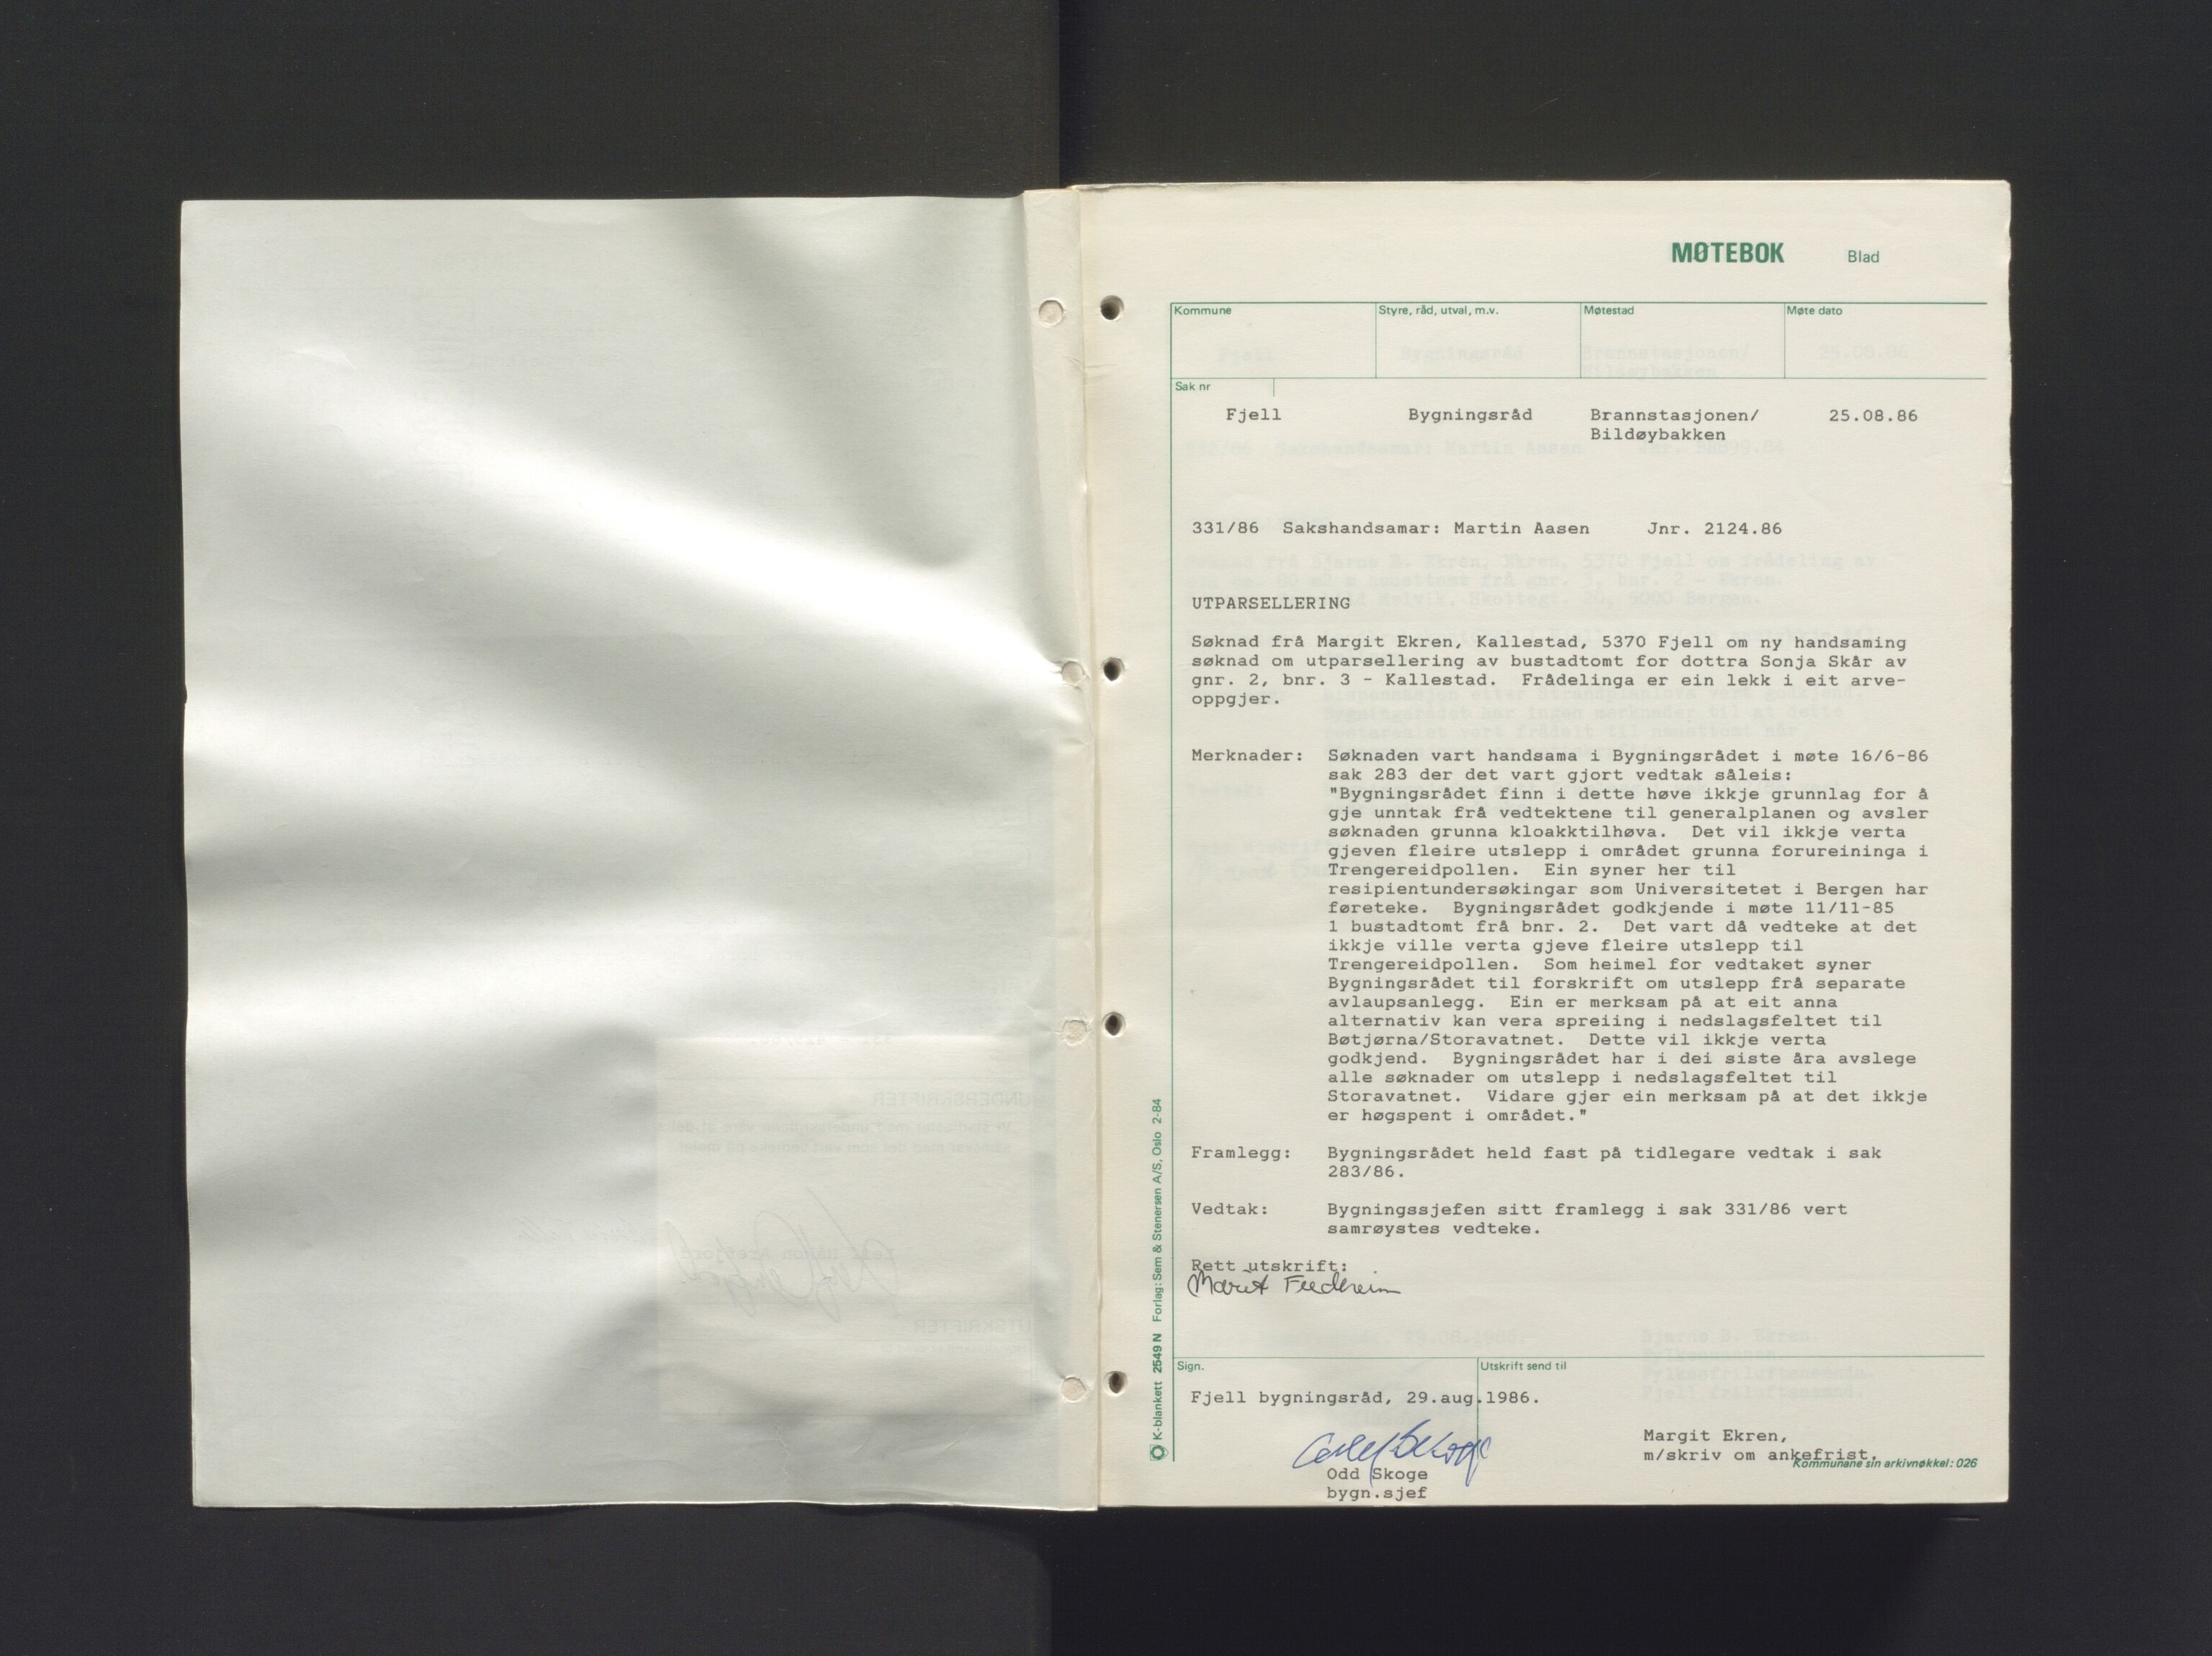 MØTEBOK Blad
Kommune Styre, råd, utval, m.v. Møtestad Møte dato
Sak nr
Fjell Bygningsråd Brannstasjonen/ 25.08.86
Bildøybakken
331/86 Sakshandsamar: Martin Aasen Jnr. 2124.86
UTPARSELLERING
Søknad frå Margit Ekren, Kallestad, 5370 Fjell om ny handsaming
søknad om utparsellering av bustadtomt for dottra Sonja Skår av
gnr. 2, bnr. 3 - Kallestad. Frådelinga er ein lekk i eit arve-
oppgjer.
Merknader: Søknaden vart handsama i Bygningsrådet i møte 16/6-86
sak 283 der det vart gjort vedtak såleis:
"Bygningsrådet finn i dette høve ikkje grunnlag for å
gje unntak frå vedtektene til generalplanen og avsler
søknaden grunna kloakktilhøva. Det vil ikkje verta
gjeven fleire utslepp i området grunna forureininga i
Trengereidpollen. Ein syner her til
resipientundersøkingar som Universitetet i Bergen har
føreteke. Bygningsrådet godkjende i møte 11/11-85
1 bustadtomt frå bnr. 2. Det vart då vedteke at det
ikkje ville verta gjeve fleire utslepp til
Trengereidpollen. Som heimel for vedtaket syner
Bygningsrådet til forskrift om utslepp frå separate
avlaupsanlegg. Ein er merksam på at eit anna
alternativ kan vera spreiing i nedslagsfeltet til
Bøtjørna/Storavatnet. Dette vil ikkje verta
godkjend. Bygningsrådet har i dei siste åra avslege
alle søknader om utslepp i nedslagsfeltet til
Storavatnet. Vidare gjer ein merksam på at det ikkje
er høgspent i området."
Framlegg: Bygningsrådet held fast på tidlegare vedtak i sak
283/86.
Vedtak: Bygningssjefen sitt framlegg i sak 331/86 vert
samrøystes vedteke.
Rett utskrift:
Marit
Sign. Utskrift send til
Fjell bygningsråd, 29.aug.1986.
Odd Skoge
bygn.sjef
Margit Ekren,
m/skriv om ankefrist.
Kommunane sin arkivnøkkel: 026
K-blankett 2549 N Forlag: Sem & Stenersen A/S, Oslo 2-84